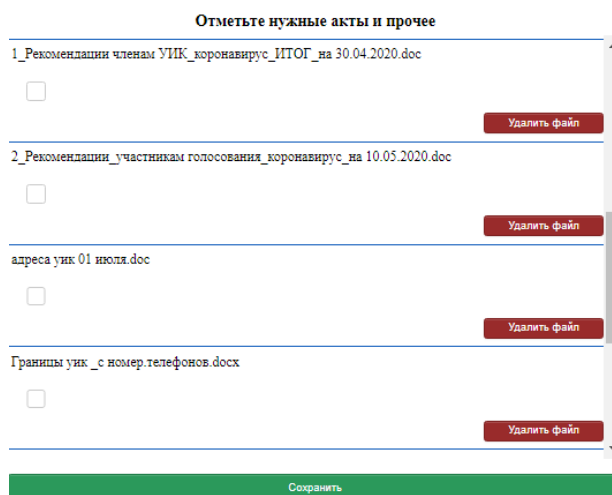 Отметьте нужные акты и прочее
1_Рекомендации членам УИК_коронавирус_ИТОГ_на 30.04.2020.doc
Удалить файл
2_Рекомендации_участникам голосования_коронавирус_на 10.05.2020.doc
Удалить файл
адреса уик 01 июля.doc
Удалить файл
Границы уик _с номер.телефонов.docx
Удалить файл
Сохранить